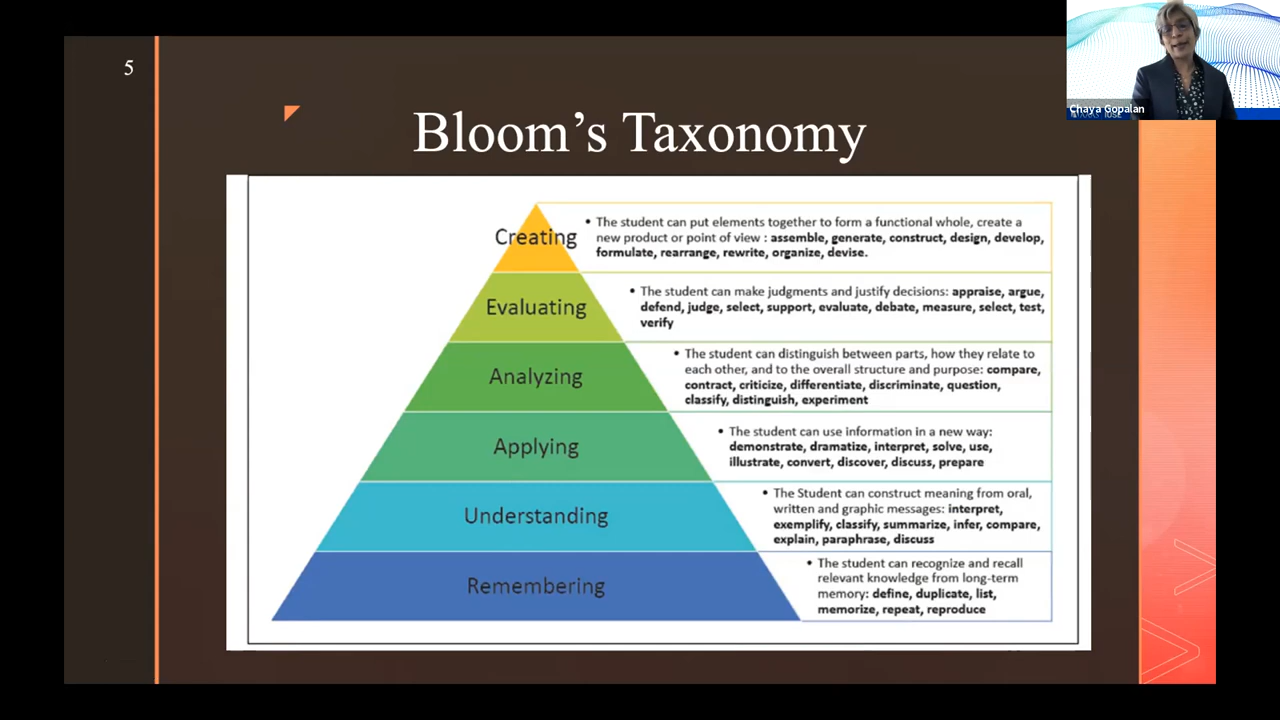 5
Bloom’s Taxonomy
Creating
• The student can put elements together to form a functional whole, create a
new product or point of view : assemble, generate, construct, design, develop,
formulate, rearrange, rewrite, organize, devise.
Evaluating
• The student can make judgments and justify decisions: appraise, argue,
defend, judge, select, support, evaluate, debate, measure, select, test,
verify
Analyzing
• The student can distinguish between parts, how they relate to
each other, and to the overall structure and purpose: compare,
contract, criticize, differentiate, discriminate, question,
classify, distinguish, experiment
Applying
• The student can use information in a new way:
demonstrate, dramatize, interpret, solve, use,
illustrate, convert, discover, discuss, prepare
Understanding
• The Student can construct meaning from oral,
written and graphic messages: interpret,
exemplify, classify, summarize, infer, compare,
explain, paraphrase, discuss
Remembering
• The student can recognize and recall
relevant knowledge from long-term
memory: define, duplicate, list,
memorize, repeat, reproduce
Chaya Gopalan